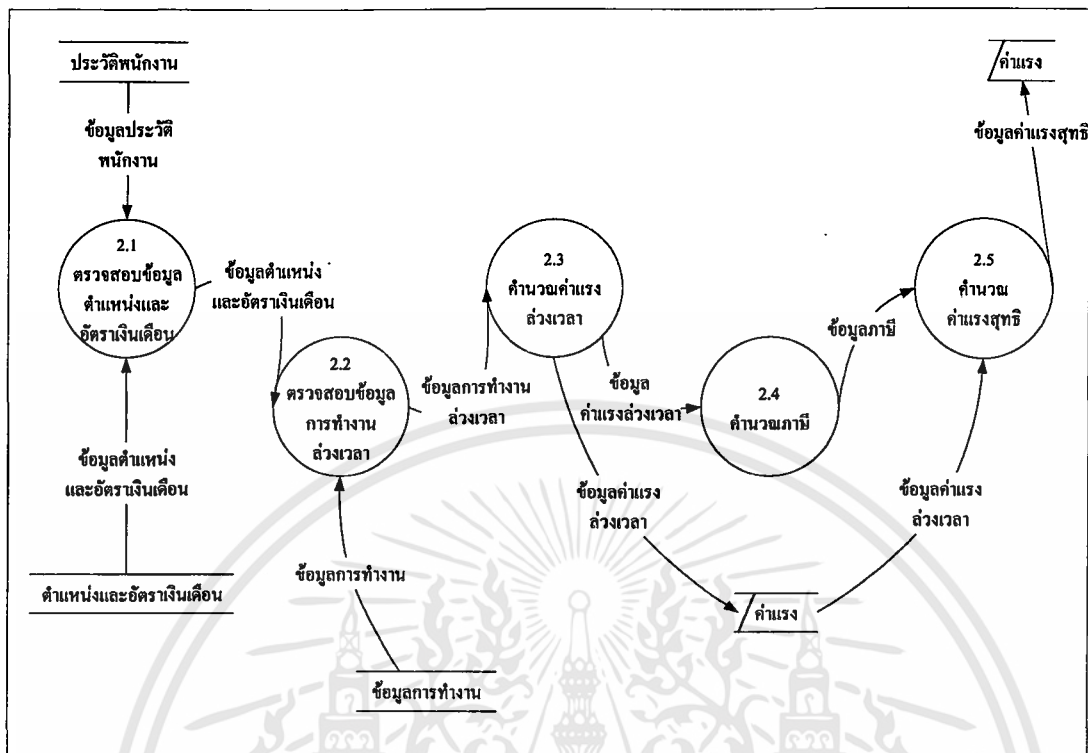 ประวัติพนักงาน
ค่าแรง
ข้อมูลประวัติ
พนักงาน
ข้อมูลค่าแรงสุทธิ
2.1
ตรวจสอบข้อมูล
ตำแหน่งและ
อัตราเงินเดือน
ข้อมูลตำแหน่ง
และอัตราเงินเดือน
2.3
คำนวณค่าแรง
ล่วงเวลา
2.5
คำนวณ
ค่าแรงสุทธิ
ข้อมูลภาษี
2.2
ตรวจสอบข้อมูล
การทำงาน
ล่วงเวลา
ข้อมูลการทำงาน
ล่วงเวลา
ข้อมูล
ค่าแรงล่วงเวลา
2.4
คำนวณภาษี
ข้อมูลตำแหน่ง
และอัตราเงินเดือน
ข้อมูลค่าแรง
ล่วงเวลา
ข้อมูลค่าแรง
ล่วงเวลา
ข้อมูลการทำงาน
ตำแหน่งและอัตราเงินเดือน
ค่าแรง
ข้อมูลการทำงาน